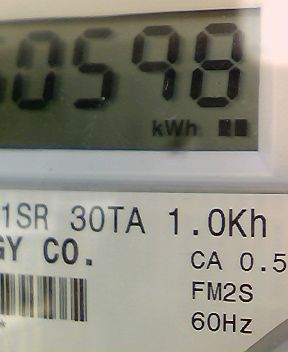 0598
kWh
1SR 30TA 1.0Kh
GY CO.
CA 0.5
FM2S
60Hz